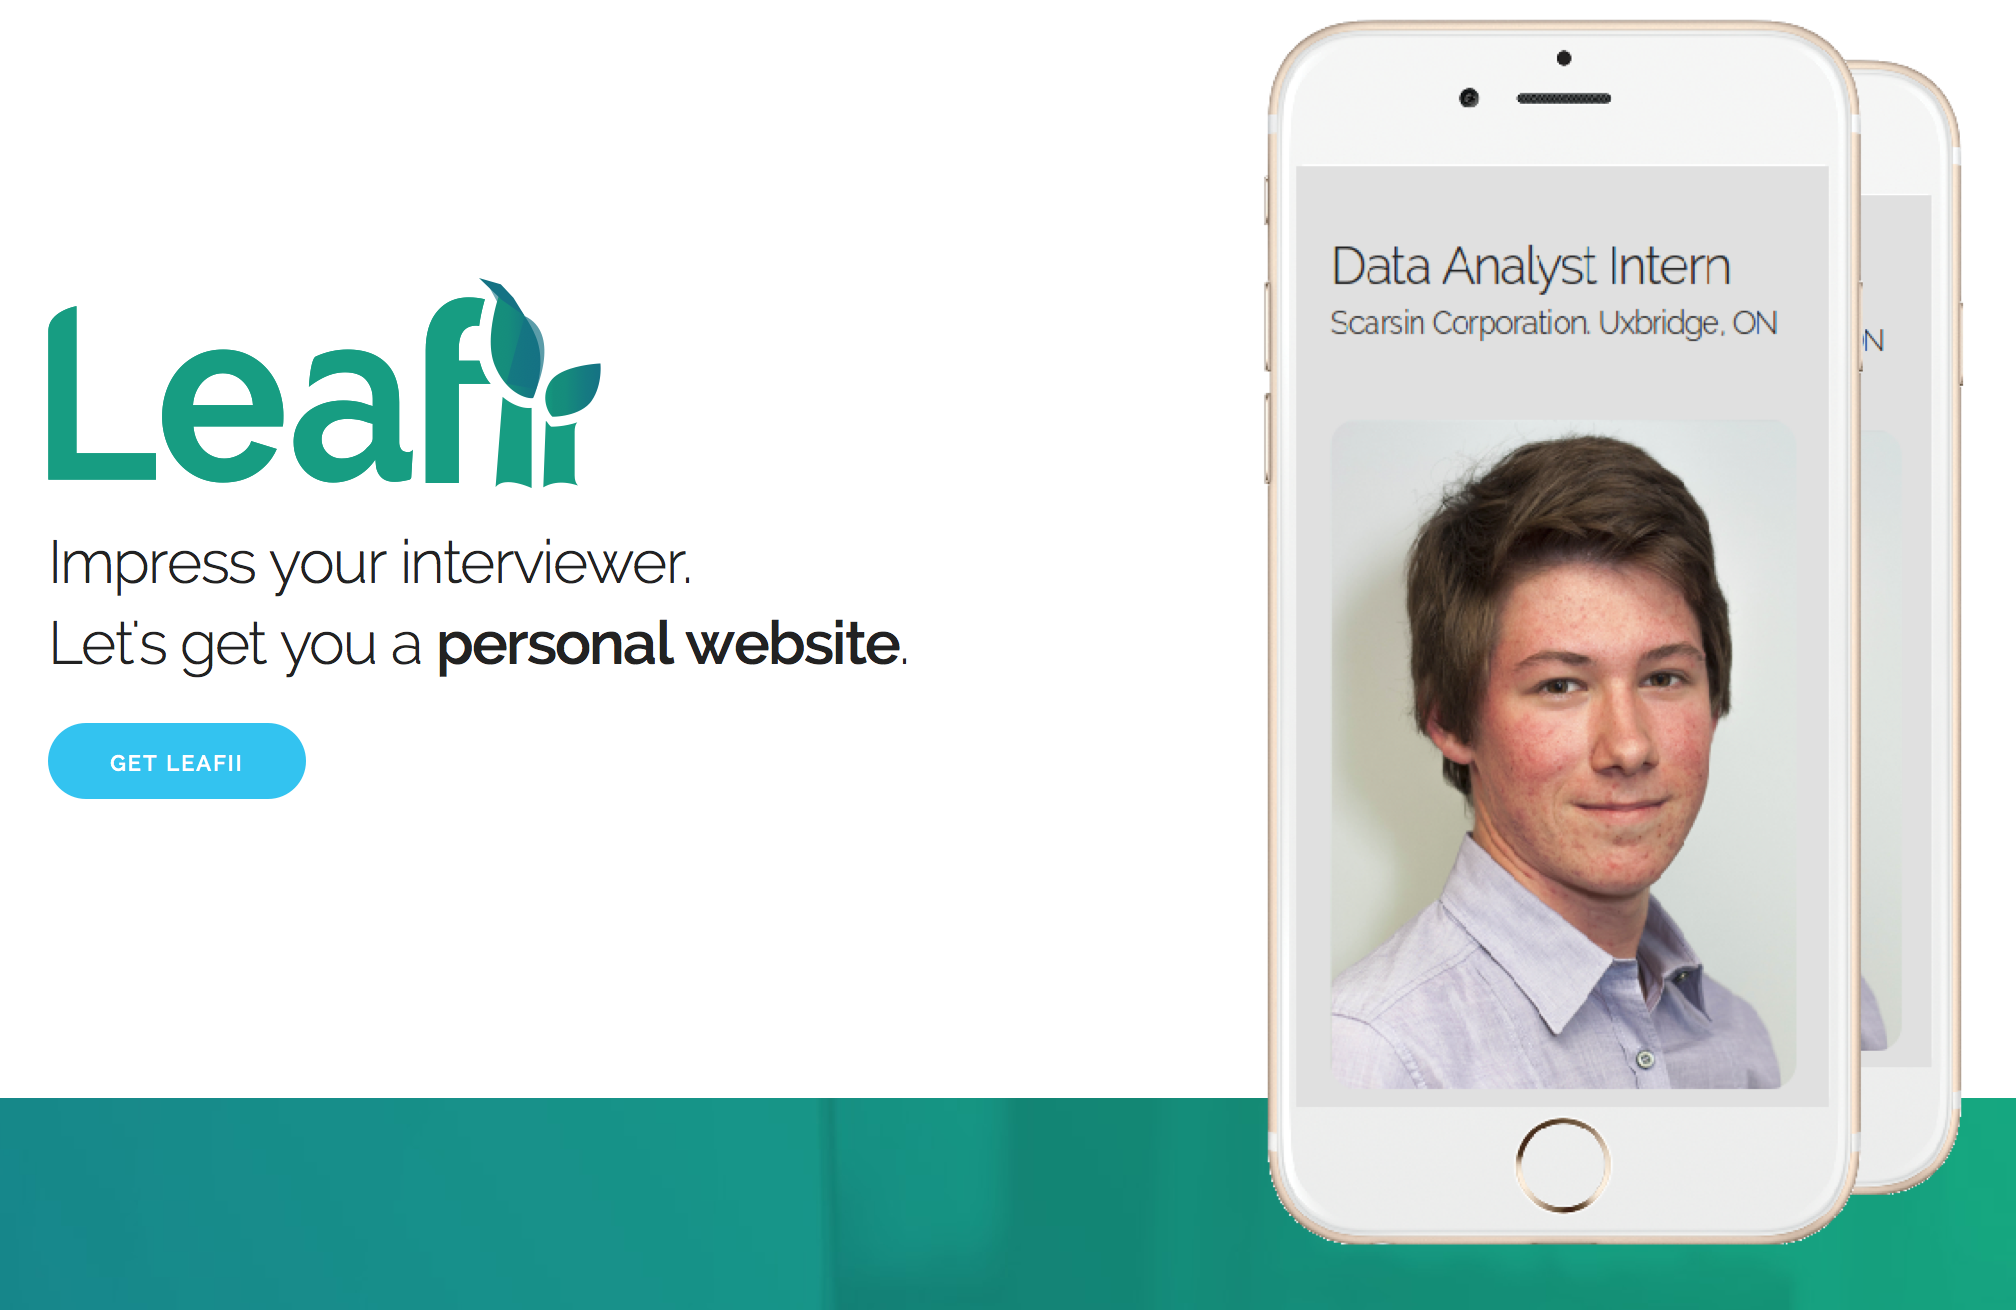 Leafii
Impress your interviewer.
Let's get you a personal website.
GET LEAFII
Data Analyst Intern
Scarsin Corporation. Uxbridge, ON
N